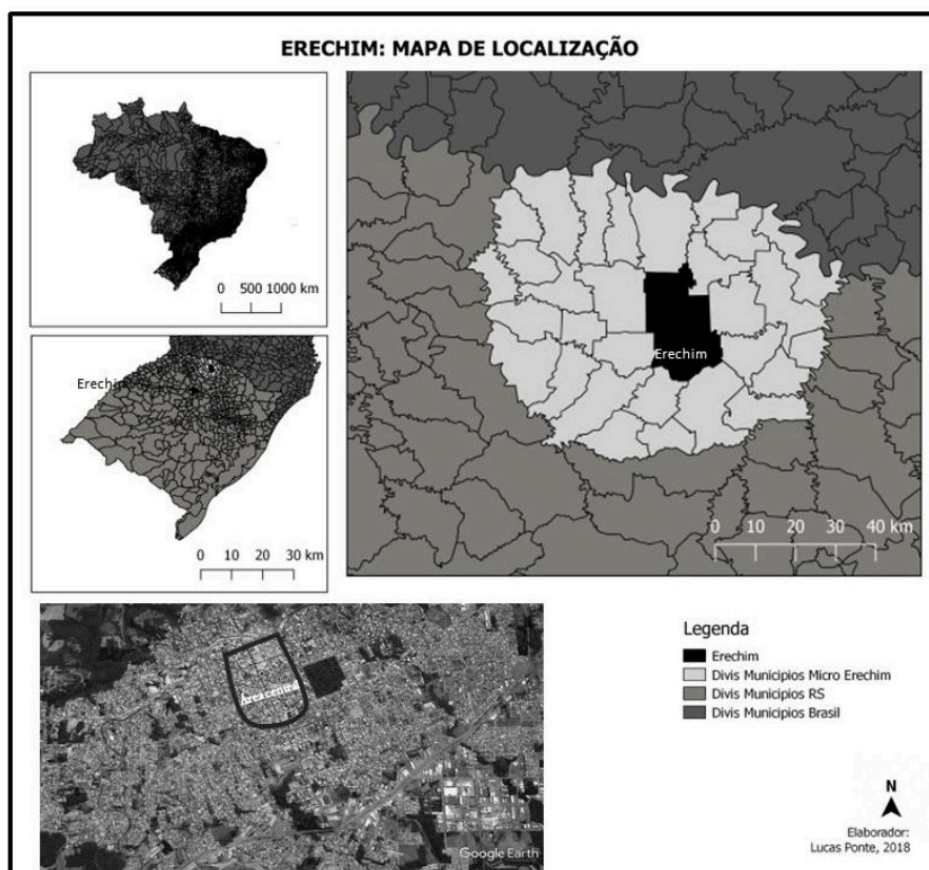 ERECHIM: MAPA DE LOCALIZAÇÃO
0 500 1000 km
Erechim
0 10 20 30 km
Erechim
0 10 20 30 40 km
Área central
Google Earth
Legenda
Erechim
Divis Municipios Micro Erechim
Divis Municipios RS
Divis Municipios Brasil
N
Elaborador:
Lucas Ponte, 2018